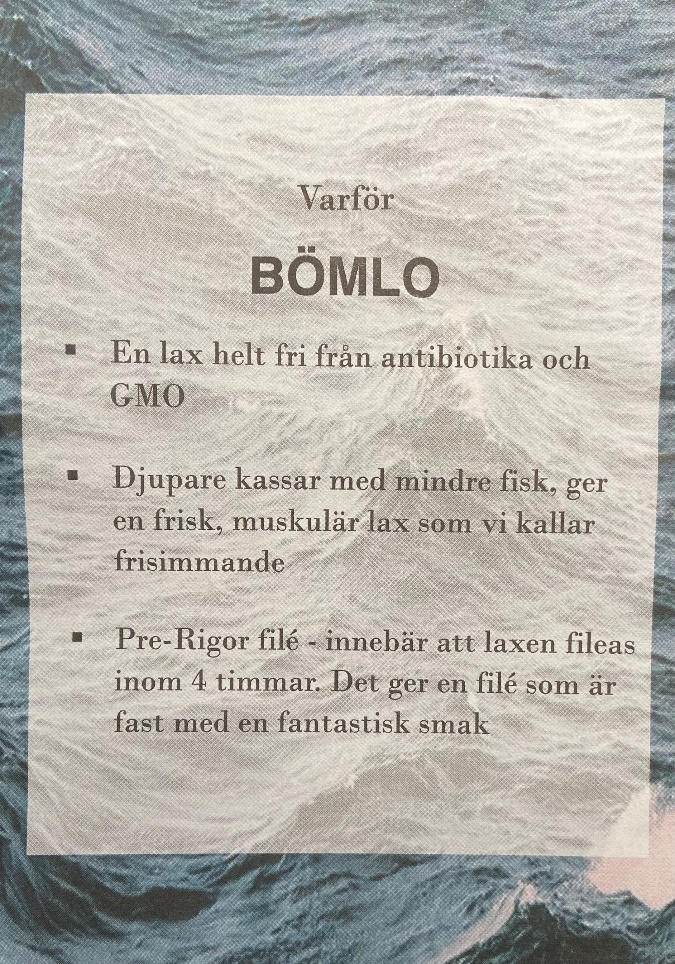 Varför
BÖMLO
▪ En lax helt fri från antibiotika och
GMO
▪ Djupare kassar med mindre fisk, ger
en frisk, muskulär lax som vi kallar
frisimmande
▪ Pre-Rigor filé - innebär att laxen fileas
inom 4 timmar. Det ger en filé som är
fast med en fantastisk smak